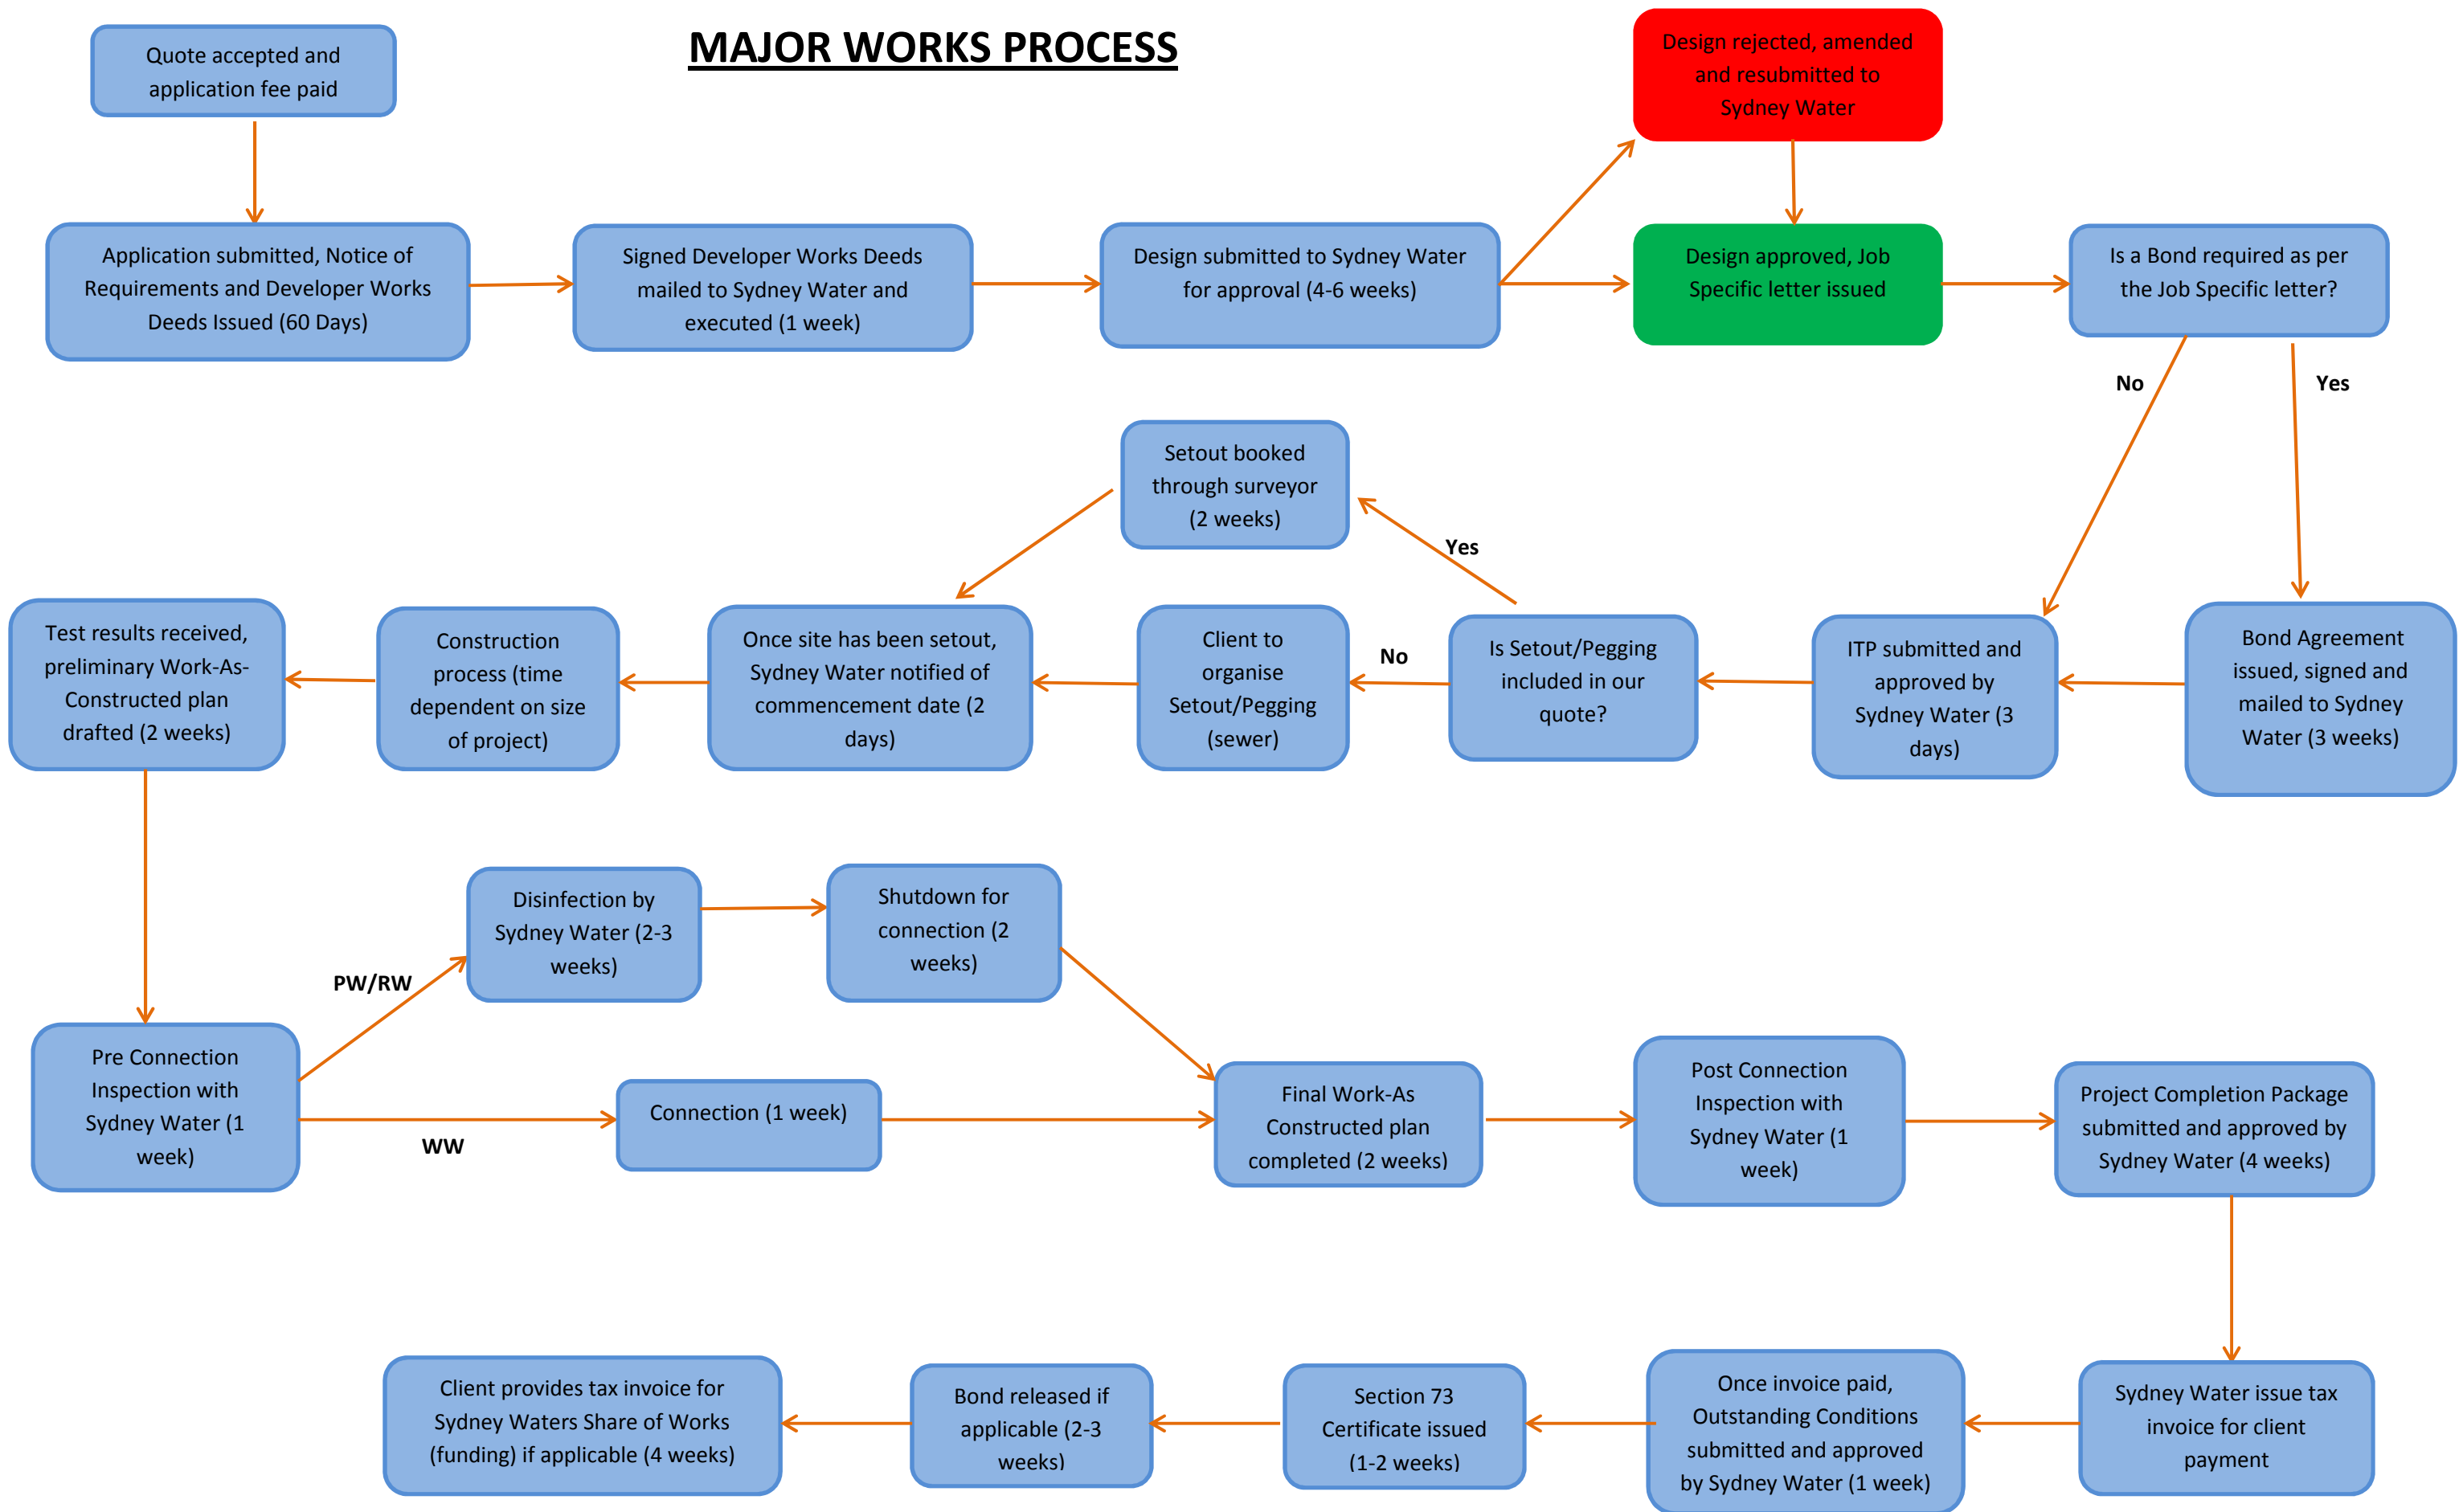 MAJOR WORKS PROCESS
Quote accepted and
application fee paid
Application submitted, Notice of
Requirements and Developer Works
Deeds Issued (60 Days)
Signed Developer Works Deeds
mailed to Sydney Water and
executed (1 week)
Design submitted to Sydney Water
for approval (4-6 weeks)
Design rejected, amended
and resubmitted to
Sydney Water
Design approved, Job
Specific letter issued
Is a Bond required as per
the Job Specific letter?
No
Yes
Bond Agreement
issued, signed and
mailed to Sydney
Water (3 weeks)
ITP submitted and
approved by
Sydney Water (3
days)
Is Setout/Pegging
included in our
quote?
Yes
No
Setout booked
through surveyor
(2 weeks)
Client to
organise
Setout/Pegging
(sewer)
Once site has been setout,
Sydney Water notified of
commencement date (2
days)
Construction
process (time
dependent on size
of project)
Test results received,
preliminary Work-As-
Constructed plan
drafted (2 weeks)
Pre Connection
Inspection with
Sydney Water (1
week)
PW/RW
Disinfection by
Sydney Water (2-3
weeks)
Shutdown for
connection (2
weeks)
WW
Connection (1 week)
Final Work-As
Constructed plan
completed (2 weeks)
Post Connection
Inspection with
Sydney Water (1
week)
Project Completion Package
submitted and approved by
Sydney Water (4 weeks)
Sydney Water issue tax
invoice for client
payment
Once invoice paid,
Outstanding Conditions
submitted and approved
by Sydney Water (1 week)
Section 73
Certificate issued
(1-2 weeks)
Bond released if
applicable (2-3
weeks)
Client provides tax invoice for
Sydney Waters Share of Works
(funding) if applicable (4 weeks)